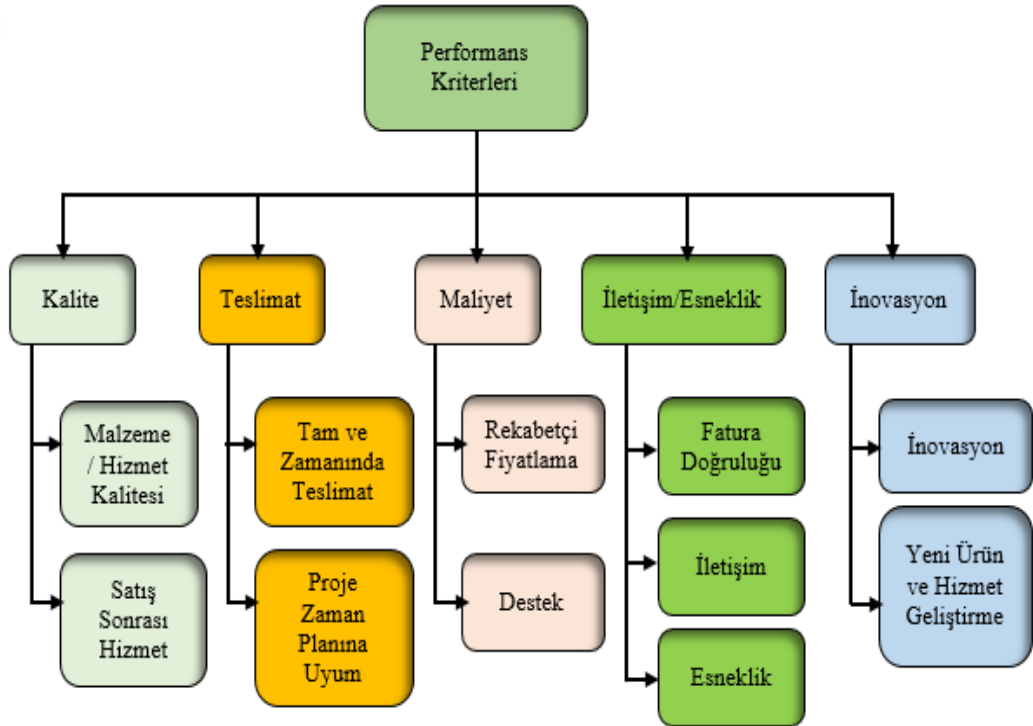 Performans
Kriterleri
Kalite
Teslimat
Maliyet
İletişim/Esneklik
İnovasyon
Malzeme
/ Hizmet
Kalitesi
Satış
Sonrası
Hizmet
Tam ve
Zamanında
Teslimat
Proje
Zaman
Planına
Uyum
Rekabetçi
Fiyatlama
Destek
Fatura
Doğruluğu
İletişim
Esneklik
İnovasyon
Yeni Ürün
ve Hizmet
Geliştirme